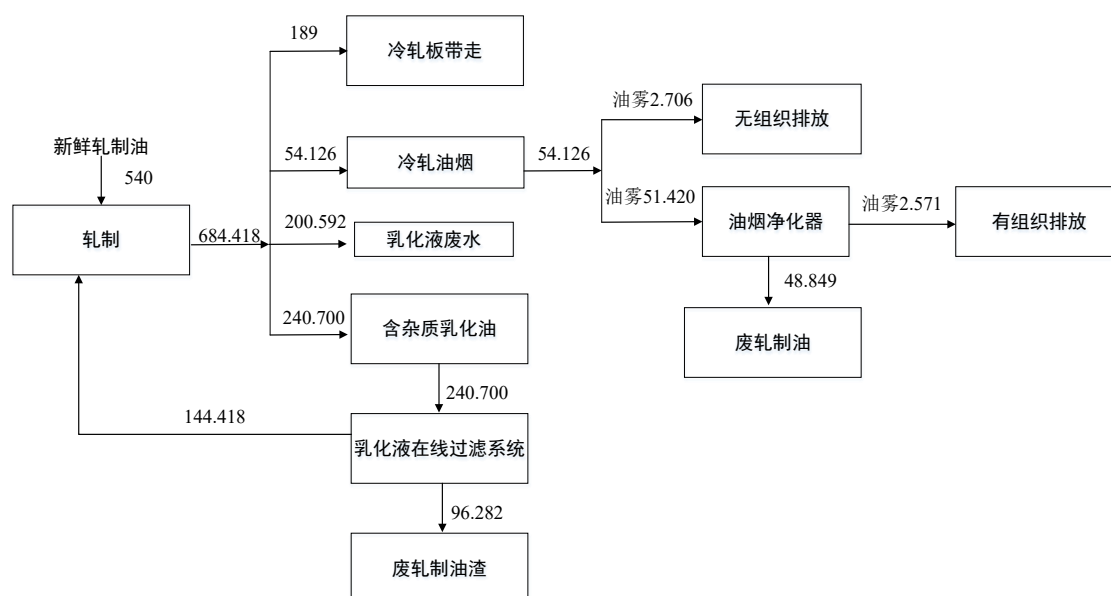 189
冷轧板带走
油雾2.706
无组织排放
新鲜轧制油
540
54.126
冷轧油烟
54.126
油雾51.420
油烟净化器
油雾2.571
有组织排放
轧制
684.418
200.592
乳化液废水
48.849
废轧制油
240.700
含杂质乳化油
240.700
144.418
乳化液在线过滤系统
96.282
废轧制油渣